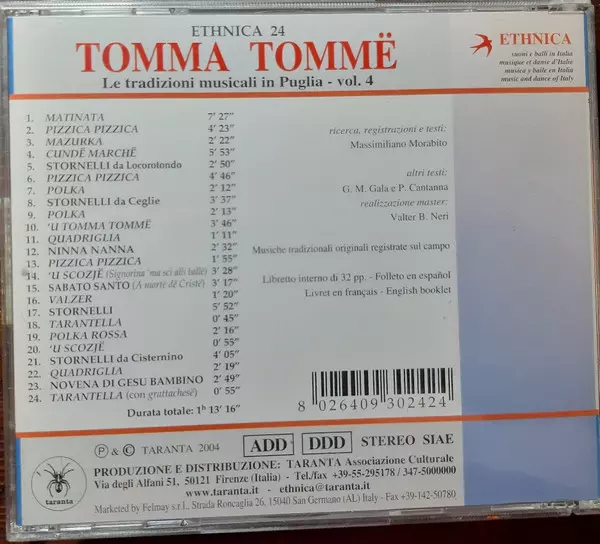 ETHNICA 24
TOMMA TOMMË
Le tradizioni musicali in Puglia - vol. 4
ETHNICA
suoni e balli in Italia
musique et danse d'Italie
musica y baile en Italia
music and dance of Italy
1. MATINATA 7' 27"
2. PIZZICA PIZZICA 4' 23"
3. MAZURKA 2' 22"
4. CUNDË MARCHË 5' 53"
5. STORNELLI da Locorotondo 2' 50"
6. PIZZICA PIZZICA 4' 46"
7. POLKA 2' 12"
8. STORNELLI da Ceglie 3' 37"
9. POLKA 2' 13"
10. 'U TOMMA TOMMË 3' 46"
11. QUADRIGLIA 1' 11"
12. NINNA NANNA 2' 32"
13. PIZZICA PIZZICA 1' 55"
14. 'U SCOZJË (Signorina 'ma sci alli ballë) 3' 28"
15. SABATO SANTO (A morte dë Cristë) 3' 17"
16. VALZER 1' 20"
17. STORNELLI 5' 52"
18. TARANTELLA 0' 45"
19. POLKA ROSSA 2' 16"
20. 'U SCOZJË 0' 55"
21. STORNELLI da Cisternino 4' 05"
22. QUADIGLIA 2' 19"
23. NOVENA DI GESU BAMBINO 2' 49"
24. TARANTELLA (con grattachesë) 0' 55"
Durata totale: 1h 13' 16"
ricerca, registrazioni e testi:
Massimiliano Morabito
altri testi:
G. M. Gala e P. Cantanna
realizzazione master:
Valter B. Neri
Musiche tradizionali originali registrate sul campo
Libretto interno di 32 pp. - Folleto en español
Livret en français - English booklet
8 026409 302424
℗ & © TARANTA 2004 ADD DDD STEREO SIAE
taranta
PRODUZIONE E DISTRIBUZIONE: TARANTA Associazione Culturale
Via degli Alfani 51, 50121 Firenze (Italia) - Tel./fax +39-55-295178 / 347-5000000
www.taranta.it - ethnica@taranta.it
Marketed by Felmay s.r.l., Strada Roncaglia 26, 15040 San Germano (AL) Italy - Fax +39-142-50780